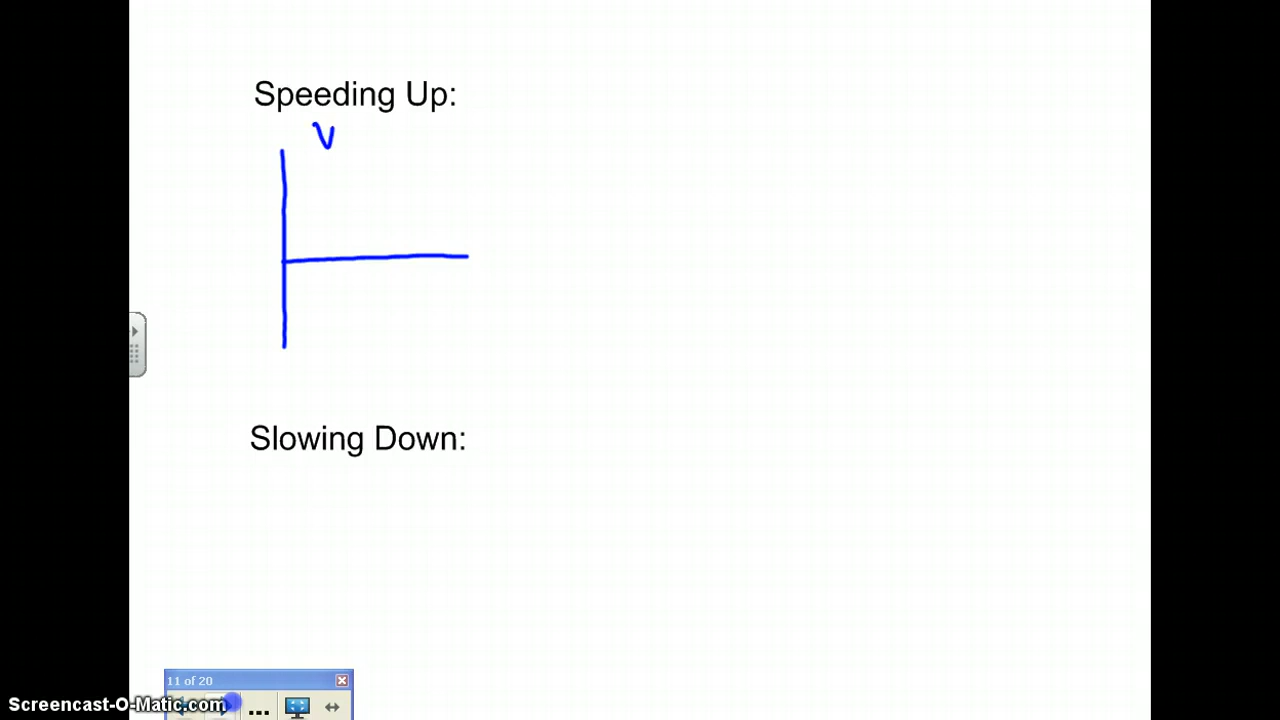 Speeding Up:
V
Slowing Down:
11 of 20
...
Screencast-O-Matic.com